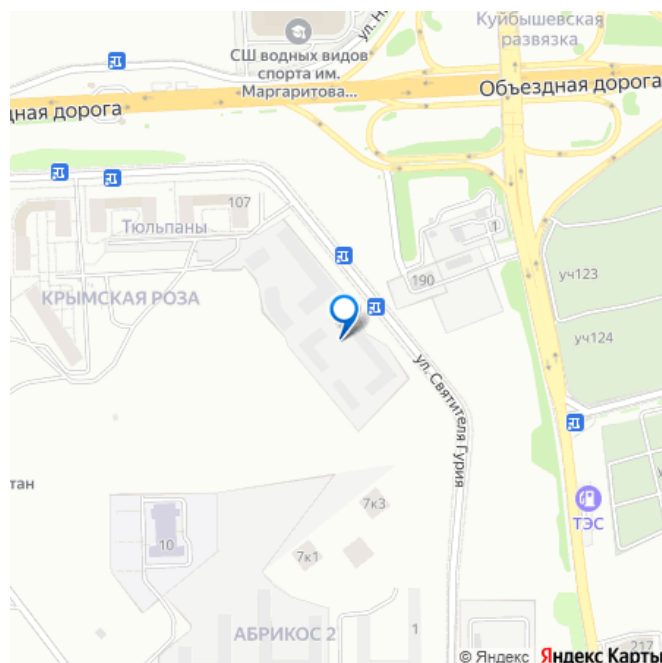 Куйбышевская
развязка
ул. Н
СШ водных видов
спорта им.
Маргаритова...
Объездная дорога
дная дорога
107
Тюльпаны
1
190
уч123
КРЫМСКАЯ РОЗА
уч124
ул. Святителя Гурия
тан
7к3
ТЭС
10
7к1
1
АБРИКОС 2
217
© Яндекс Яндекс Карты